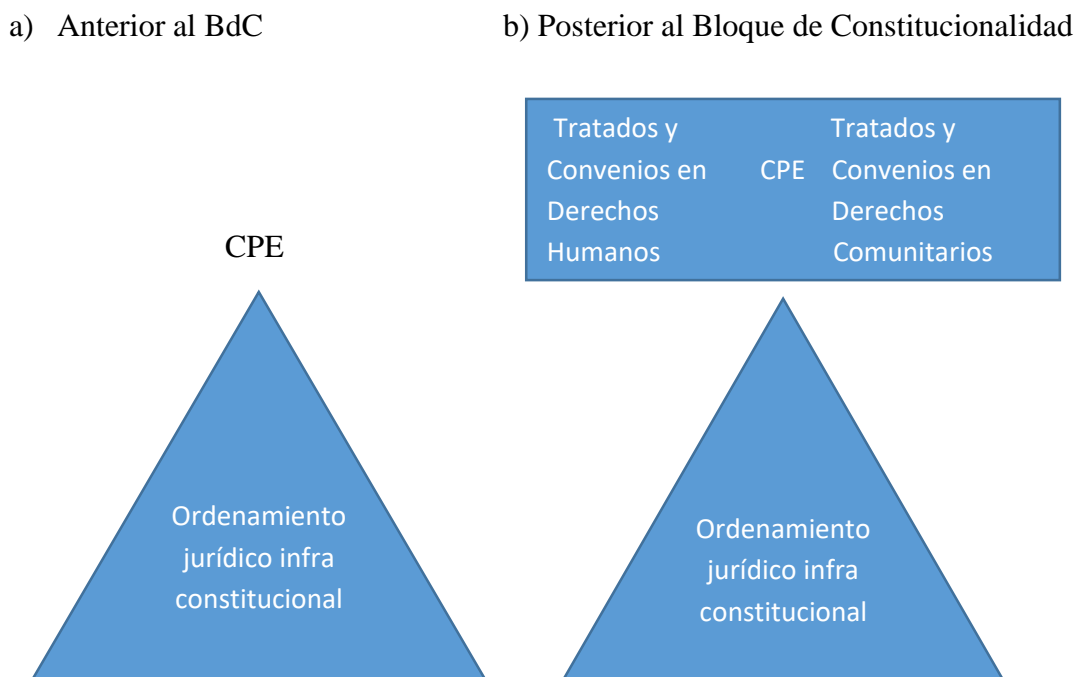 a) Anterior al BdC
b) Posterior al Bloque de Constitucionalidad
CPE
Ordenamiento
jurídico infra
constitucional
Tratados y
Convenios en
Derechos
Humanos
CPE
Tratados y
Convenios en
Derechos
Comunitarios
Ordenamiento
jurídico infra
constitucional